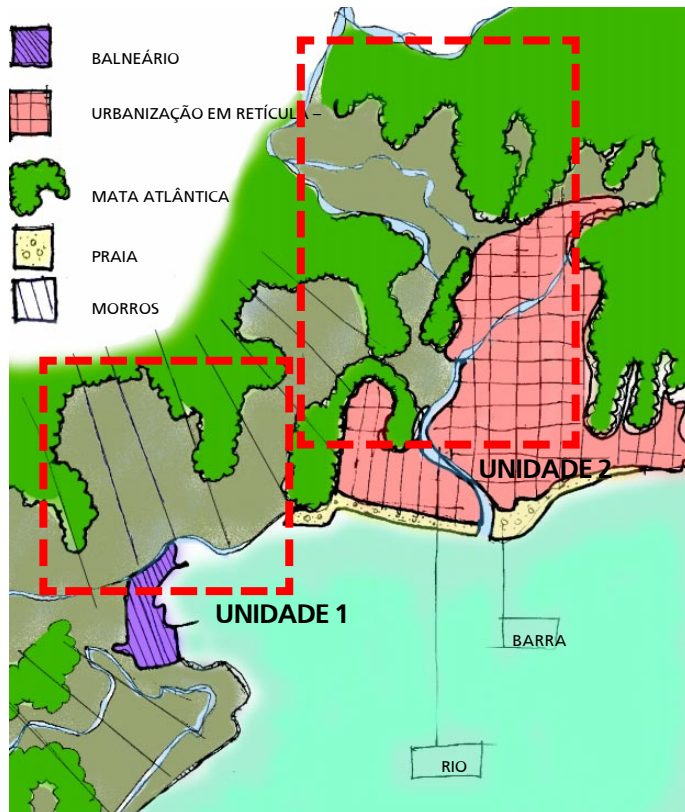 BALNEÁRIO
URBANIZAÇÃO EM RETÍCULA –
MATA ATLÂNTICA
PRAIA
MORROS
UNIDADE 2
UNIDADE 1
BARRA
RIO